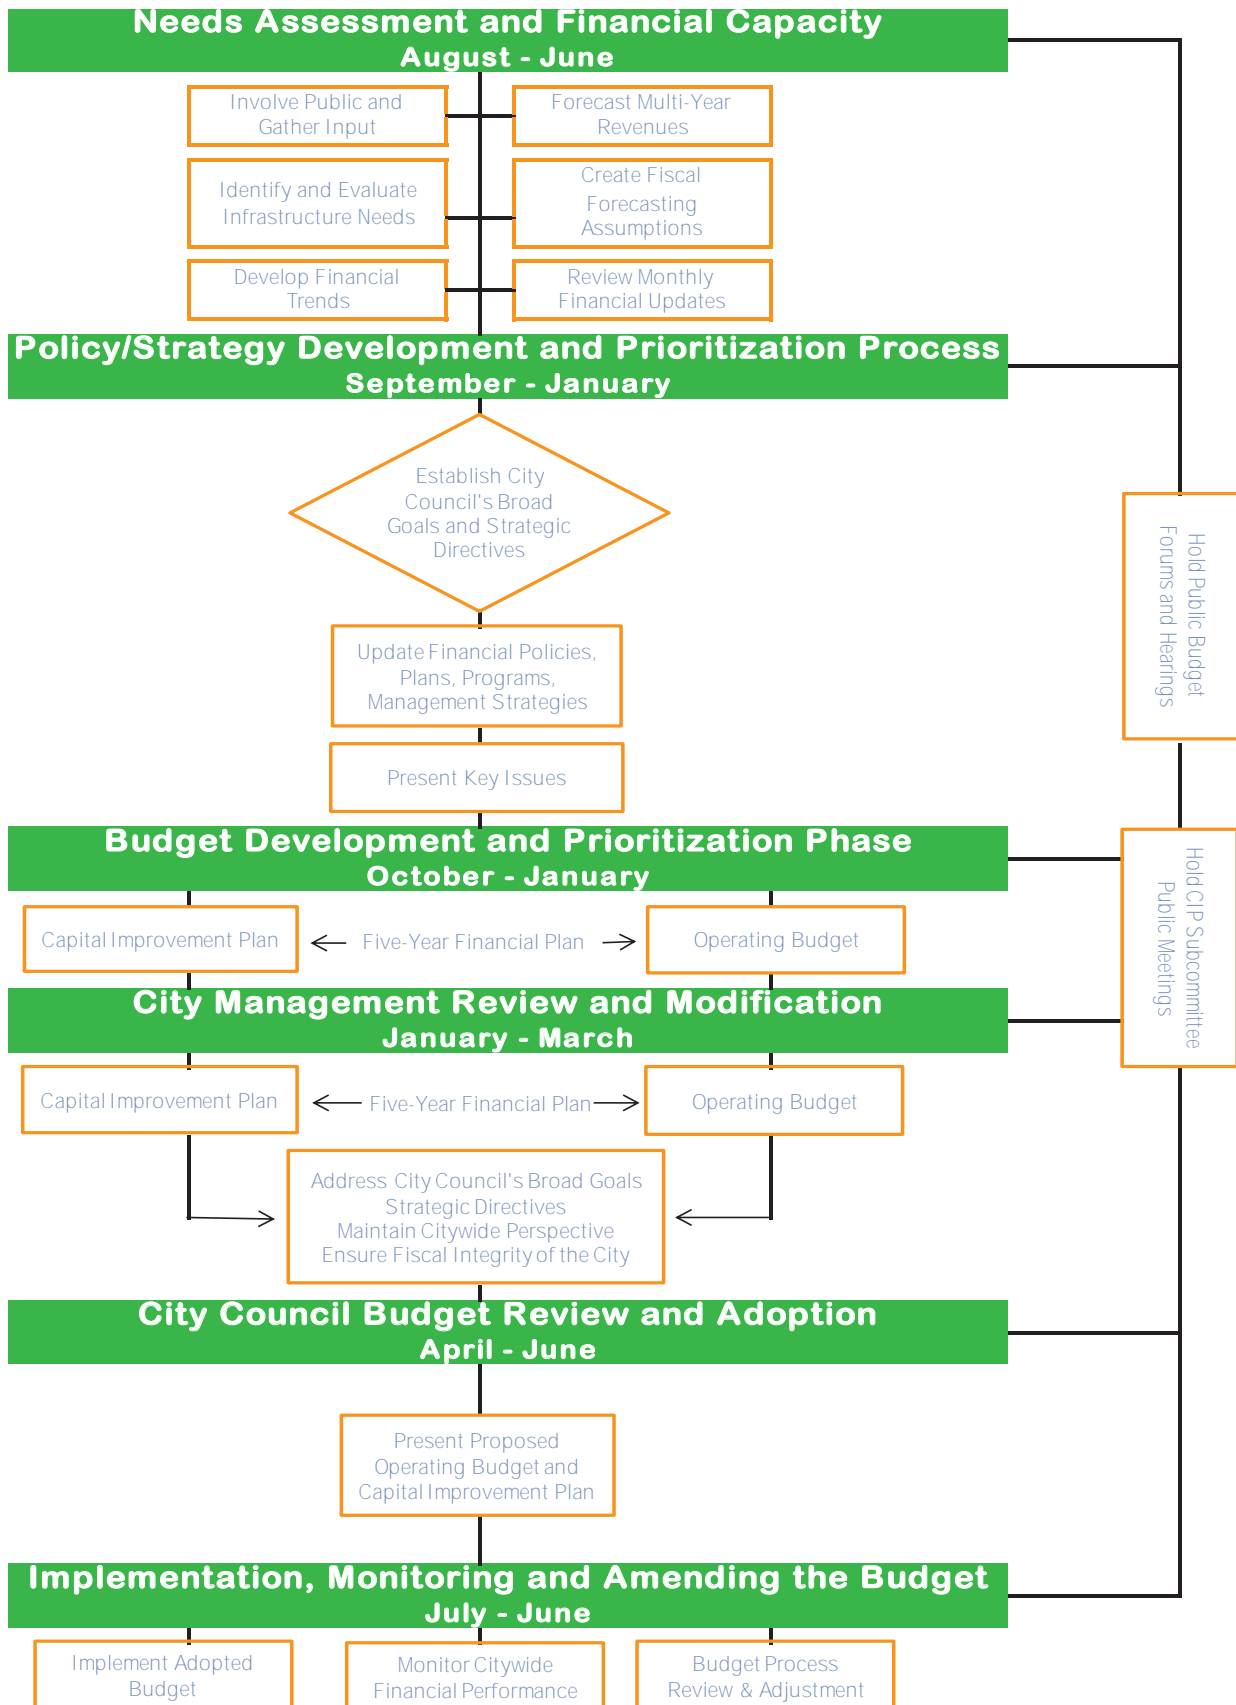 Needs Assessment and Financial Capacity
August - June
Involve Public and
Gather Input
Forecast Multi-Year
Revenues
Identify and Evaluate
Infrastructure Needs
Create Fiscal
Forecasting
Assumptions
Develop Financial
Trends
Review Monthly
Financial Updates
Policy/Strategy Development and Prioritization Process
September - January
Establish City
Council's Broad
Goals and Strategic
Directives
Update Financial Policies,
Plans, Programs,
Management Strategies
Present Key Issues
Hold Public Budget
Forums and Hearings
Budget Development and Prioritization Phase
October - January
Capital Improvement Plan
Five-Year Financial Plan
Operating Budget
Hold CIP Subcommittee
Public Meetings
City Management Review and Modification
January - March
Capital Improvement Plan
Five-Year Financial Plan
Operating Budget
Address City Council's Broad Goals
Strategic Directives
Maintain Citywide Perspective
Ensure Fiscal Integrity of the City
City Council Budget Review and Adoption
April - June
Present Proposed
Operating Budget and
Capital Improvement Plan
Implementation, Monitoring and Amending the Budget
July - June
Implement Adopted
Budget
Monitor Citywide
Financial Performance
Budget Process
Review & Adjustment